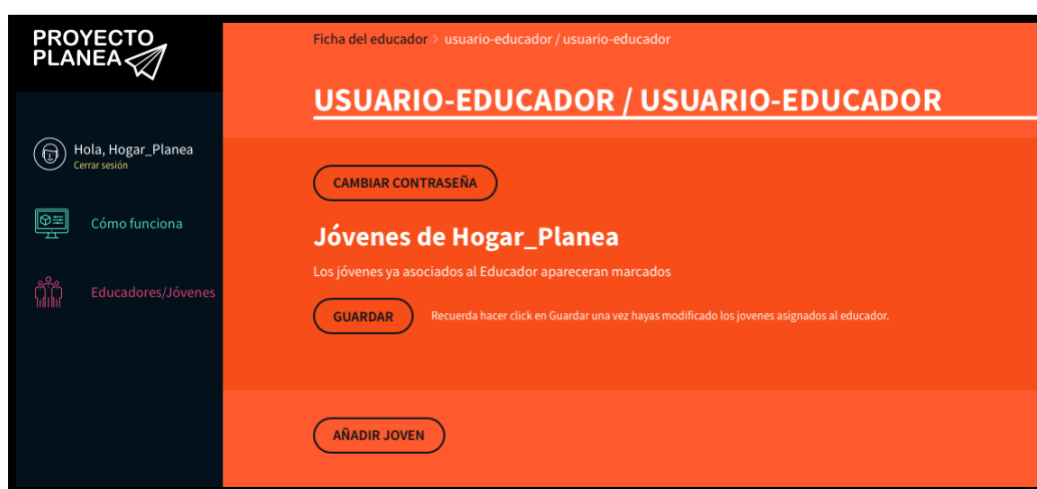 PROYECTO
PLANEA
Hola, Hogar_Planea
Cerrar sesión
Cómo funciona
Educadores/Jóvenes
Ficha del educador > usuario-educador / usuario-educador
USUARIO-EDUCADOR / USUARIO-EDUCADOR
CAMBIAR CONTRASEÑA
Jóvenes de Hogar_Planea
Los jóvenes ya asociados al Educador apareceran marcados
GUARDAR Recuerda hacer click en Guardar una vez hayas modificado los jovenes asignados al educador.
AÑADIR JOVEN